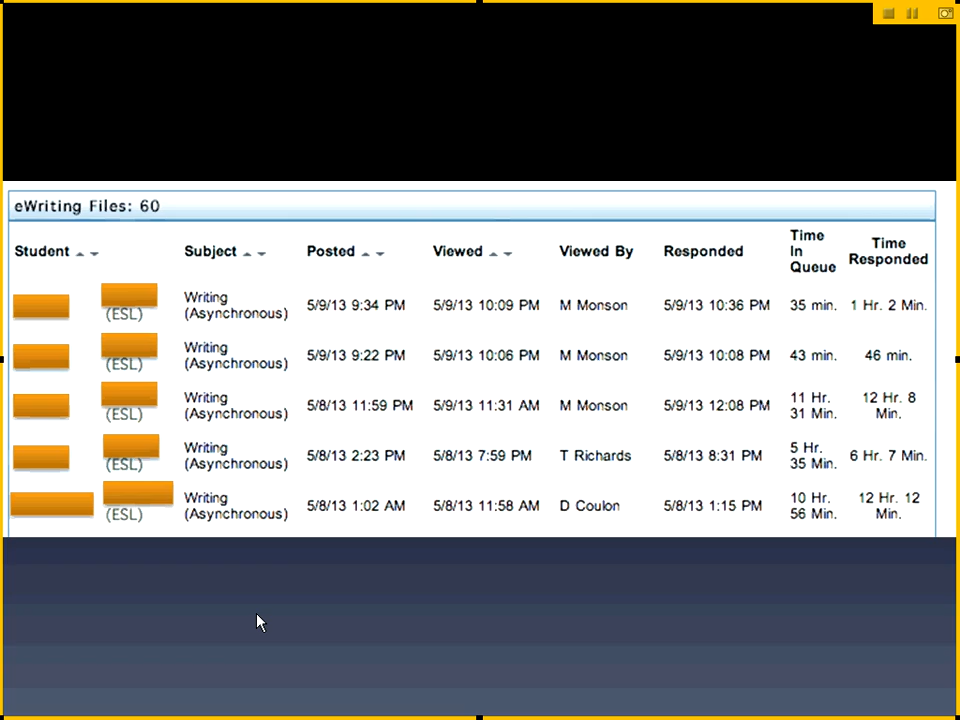 eWriting Files: 60
Student Subject Posted Viewed Viewed By Responded Time In Queue Time Responded
(ESL) Writing (Asynchronous) 5/9/13 9:34 PM 5/9/13 10:09 PM M Monson 5/9/13 10:36 PM 35 min. 1 Hr. 2 Min.
(ESL) Writing (Asynchronous) 5/9/13 9:22 PM 5/9/13 10:06 PM M Monson 5/9/13 10:08 PM 43 min. 46 min.
(ESL) Writing (Asynchronous) 5/8/13 11:59 PM 5/9/13 11:31 AM M Monson 5/9/13 12:08 PM 11 Hr. 31 Min. 12 Hr. 8 Min.
(ESL) Writing (Asynchronous) 5/8/13 2:23 PM 5/8/13 7:59 PM T Richards 5/8/13 8:31 PM 5 Hr. 35 Min. 6 Hr. 7 Min.
(ESL) Writing (Asynchronous) 5/8/13 1:02 AM 5/8/13 11:58 AM D Coulon 5/8/13 1:15 PM 10 Hr. 56 Min. 12 Hr. 12 Min.